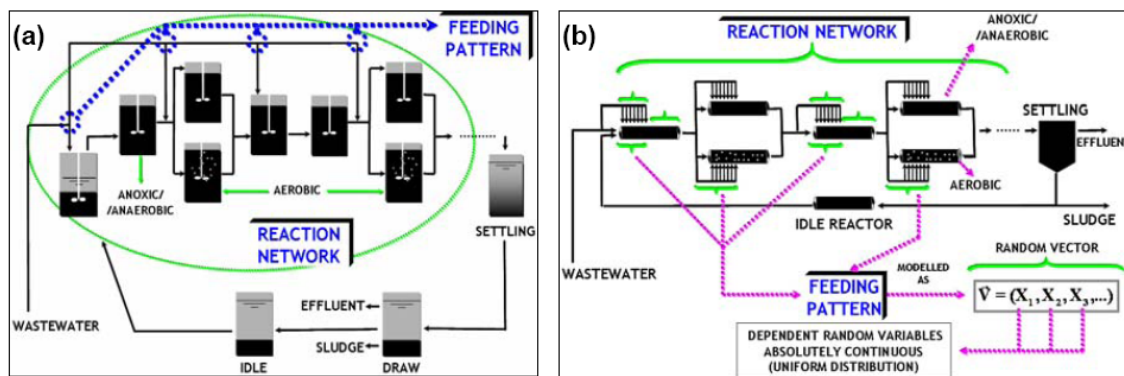 (a)
FEEDING
PATTERN
ANOXIC/
/ANAEROBIC
AEROBIC
SETTLING
REACTION
NETWORK
WASTEWATER
EFFLUENT
SLUDGE
IDLE
DRAW
(b)
REACTION NETWORK
ANOXIC/
/ANAEROBIC
SETTLING
EFFLUEN
AEROBIC
IDLE REACTOR
SLUDGE
WASTEWATER
RANDOM VECTOR
FEEDING
PATTERN
MODELLED
AS
V⃗ = (X₁, X₂, X₃,...)
DEPENDENT RANDOM VARIABLES
ABSOLUTELY CONTINUOUS
(UNIFORM DISTRIBUTION)